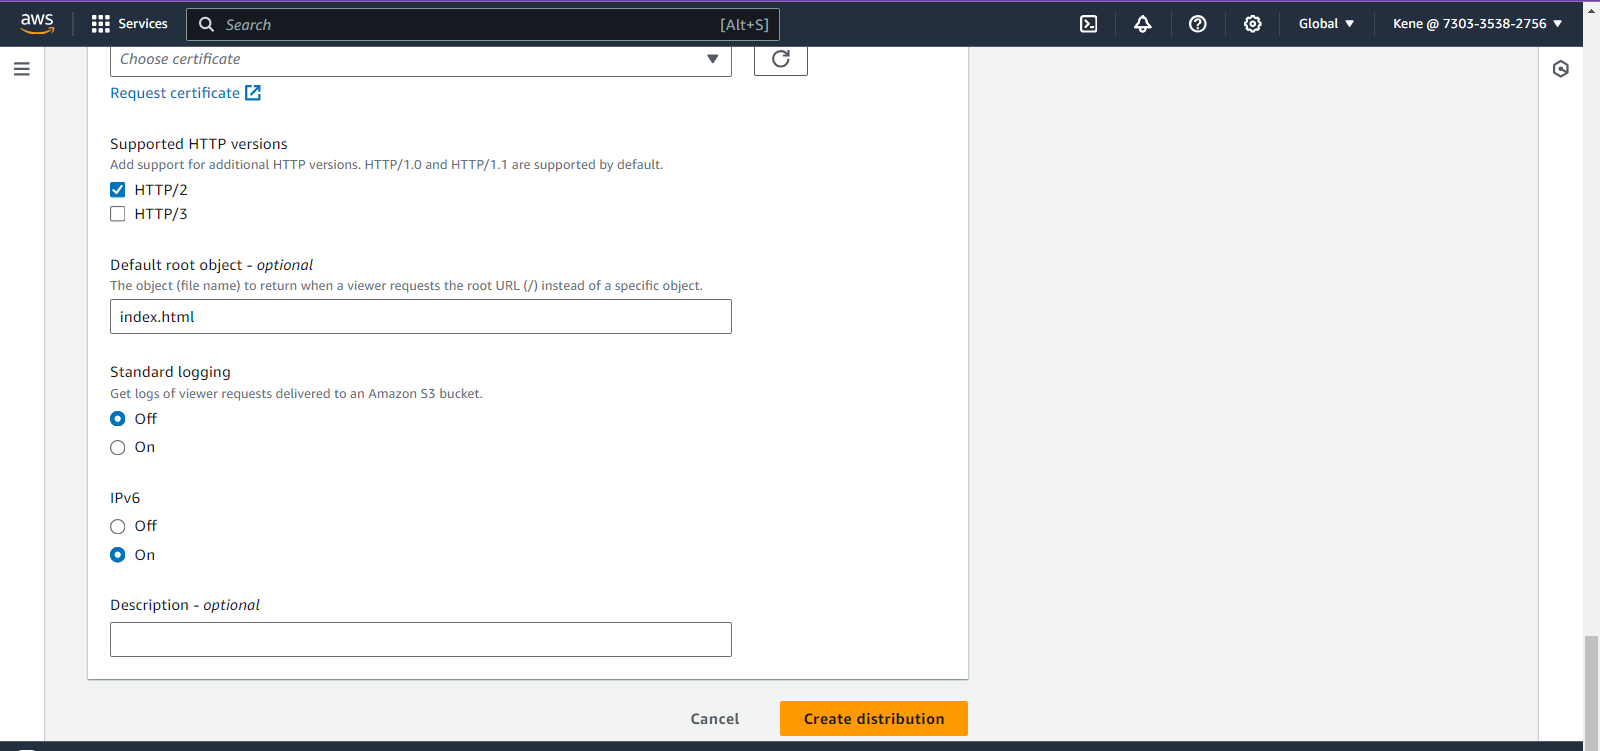 aws
Services
Search
[Alt+S]
Global
Kene @ 7303-3538-2756
Choose certificate
Request certificate
Supported HTTP versions
Add support for additional HTTP versions. HTTP/1.0 and HTTP/1.1 are supported by default.
HTTP/2
HTTP/3
Default root object - optional
The object (file name) to return when a viewer requests the root URL (/) instead of a specific object.
index.html
Standard logging
Get logs of viewer requests delivered to an Amazon S3 bucket.
Off
On
IPv6
Off
On
Description - optional
Cancel
Create distribution